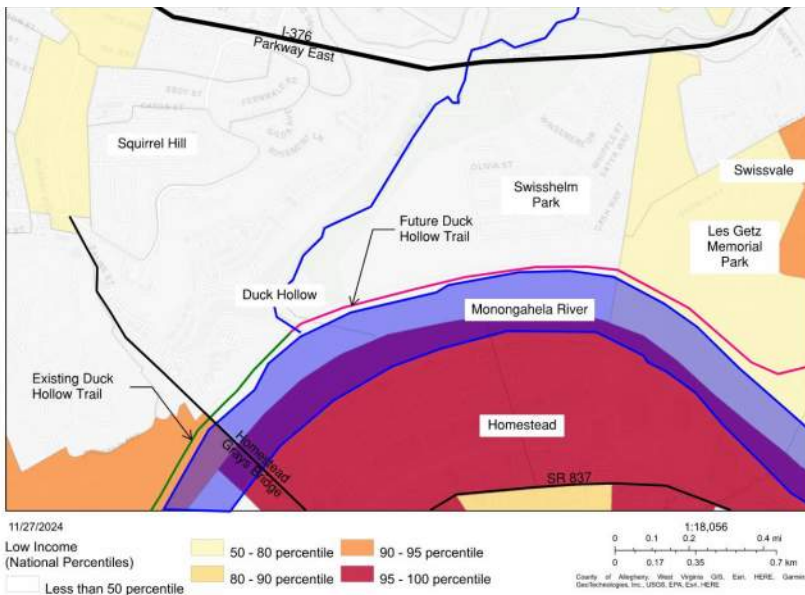 I-376
Parkway East
Squirrel Hill
Swissvale
Swisshelm
Park
Les Getz
Memorial
Park
Future Duck
Hollow Trail
Duck Hollow
Monongahela River
Existing Duck
Hollow Trail
Homestead
Grays Bridge
Homestead
SR 837
11/27/2024
Low Income
(National Percentiles)
Less than 50 percentile
50 - 80 percentile
80 - 90 percentile
90 - 95 percentile
95 - 100 percentile
1:18,056
0 0.1 0.2 0.4 mi
0 0.17 0.35 0.7 km
County of Allegheny, West Virginia GIS, Esri, HERE, Garmin,
GeoTechnologies, Inc., USGS, EPA, Esri, HERE